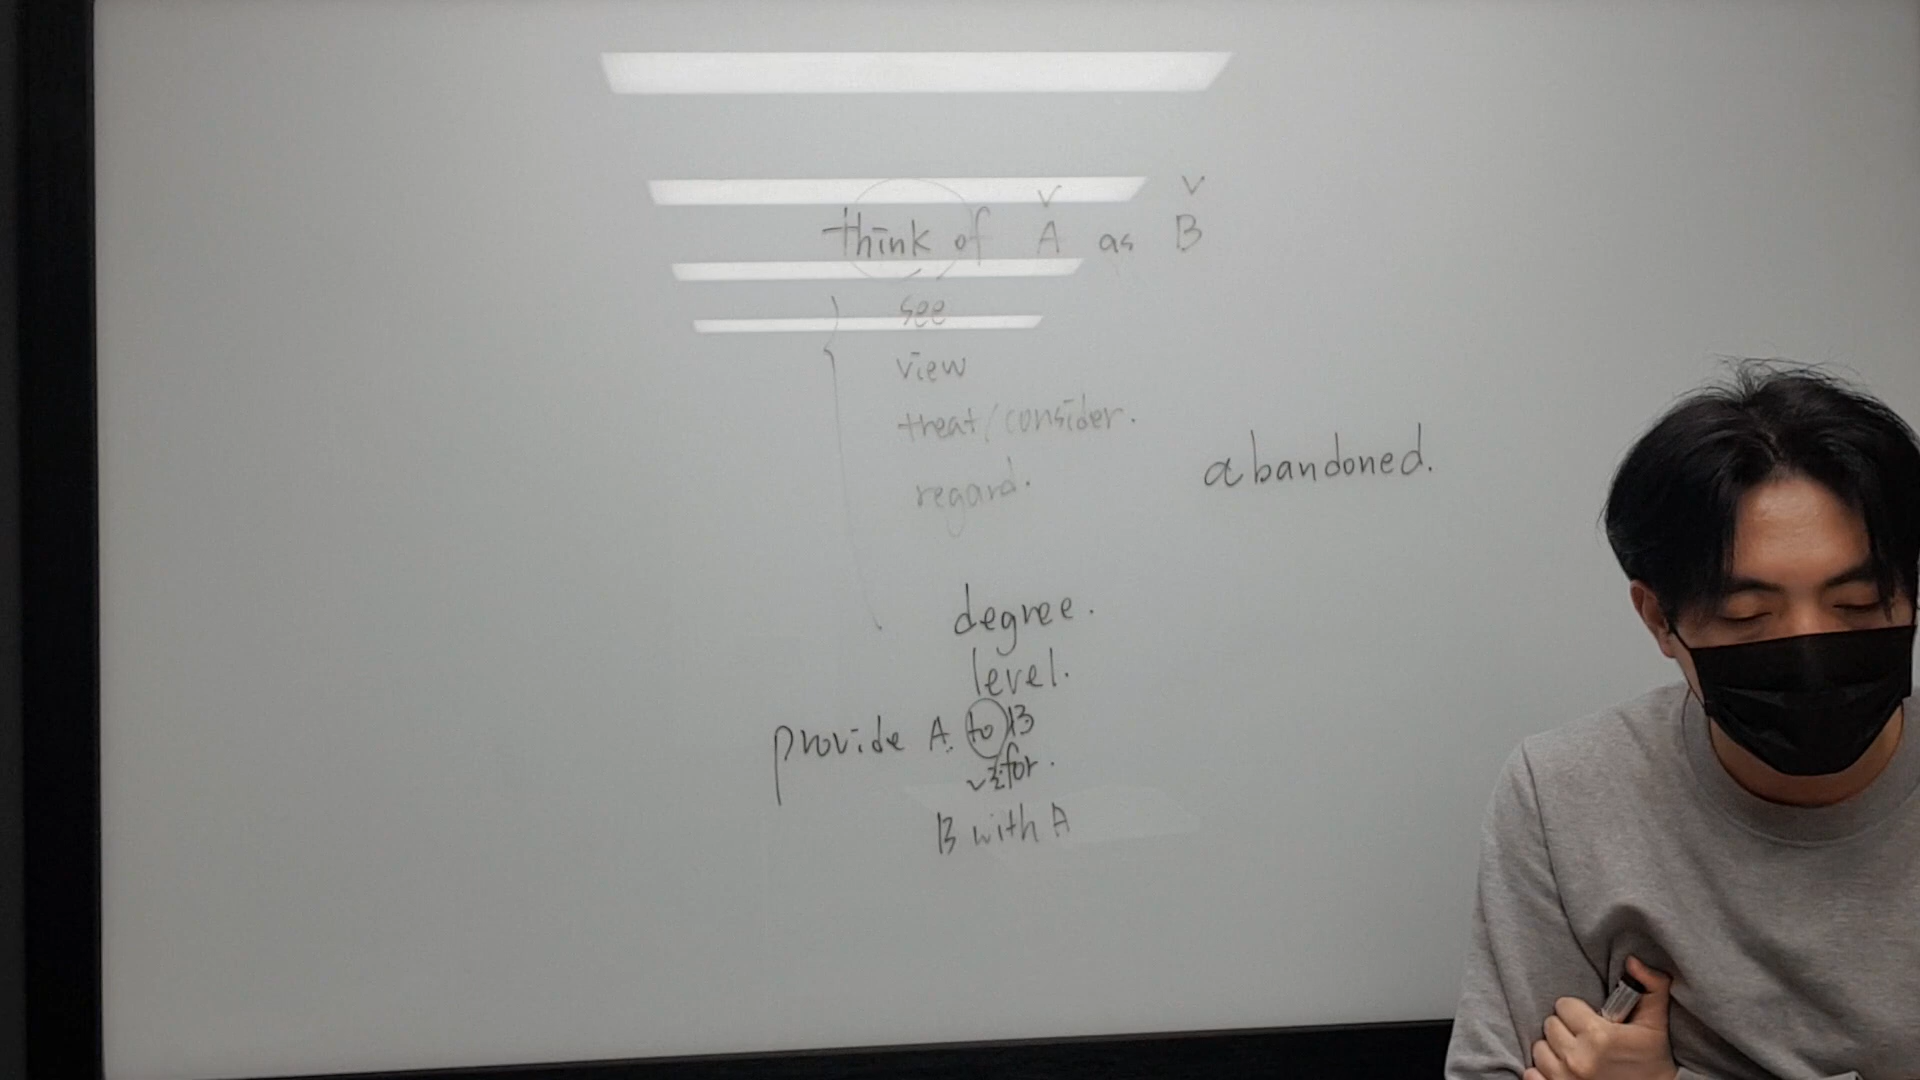 think of A as B
see
view
treat/consider.
regard.
abandoned.
degree.
level.
provide A to B
for.
B with A